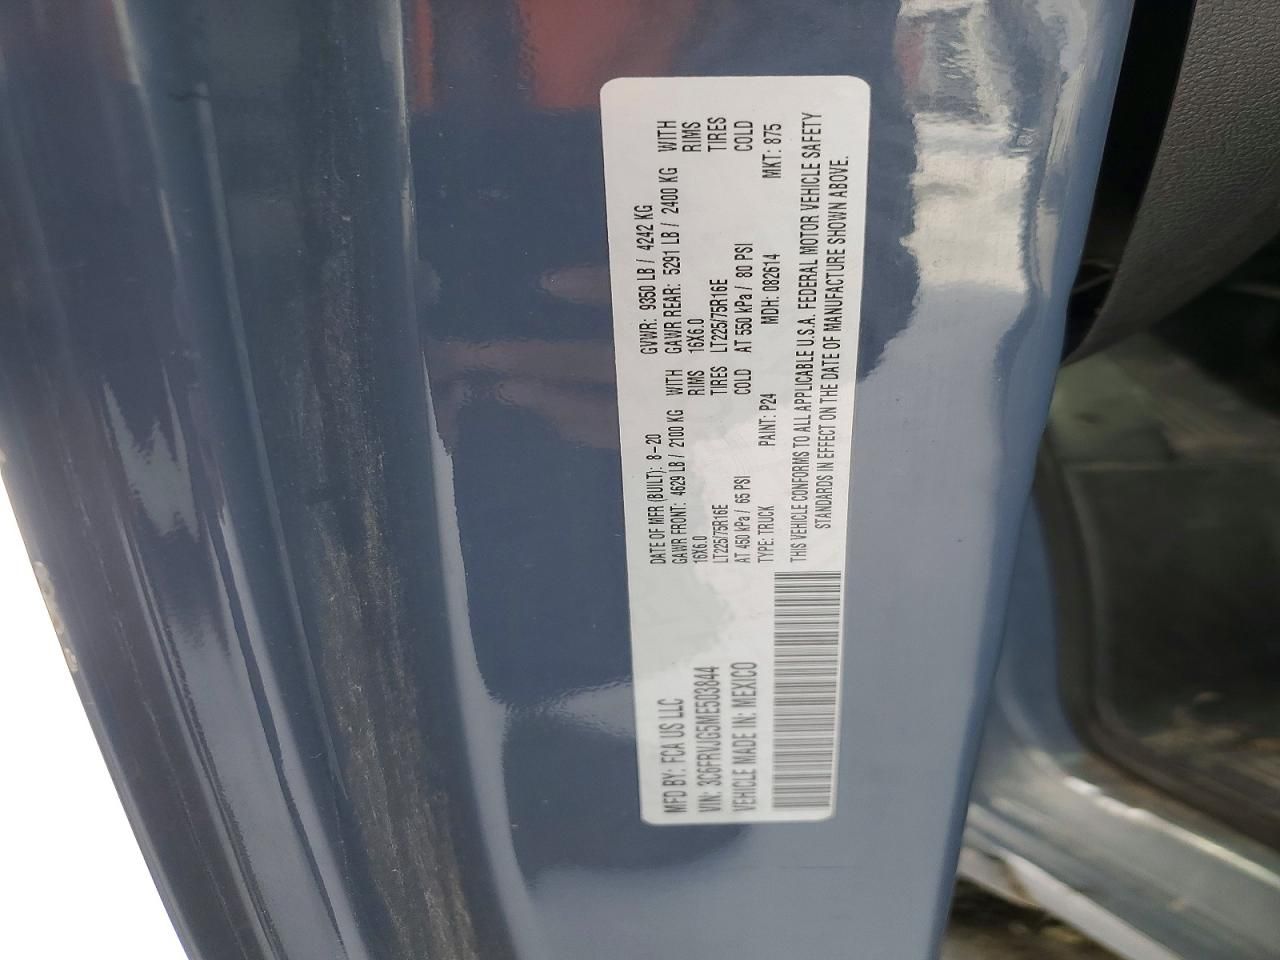 MFD BY: FCA US LLC
VIN: 3C6FRVJG5ME503844
VEHICLE MADE IN: MEXICO
DATE OF MFR (BUILT): 8-20 GVWR: 9350 LB / 4242 KG
GAWR FRONT: 4629 LB / 2100 KG WITH GAWR REAR: 5291 LB / 2400 KG WITH
16X6.0 RIMS 16X6.0 RIMS
LT225/75R16E TIRES LT225/75R16E TIRES
AT 450 kPa / 65 PSI COLD AT 550 kPa / 80 PSI COLD
TYPE: TRUCK PAINT: P24 MDH: 082614 MKT: 875
THIS VEHICLE CONFORMS TO ALL APPLICABLE U.S.A. FEDERAL MOTOR VEHICLE SAFETY
STANDARDS IN EFFECT ON THE DATE OF MANUFACTURE SHOWN ABOVE.